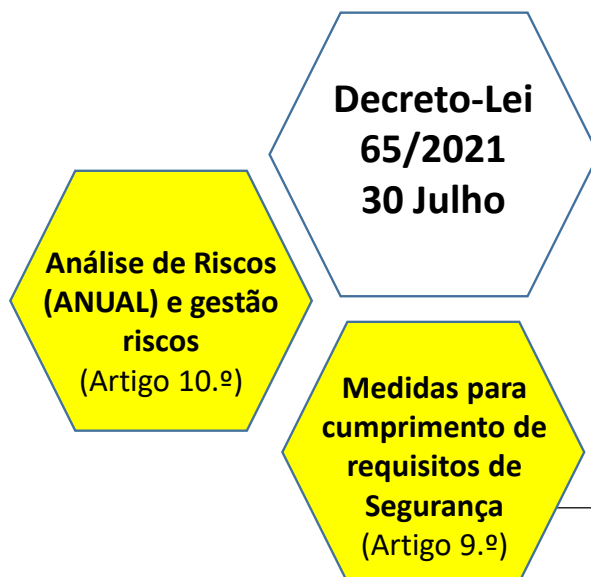 Decreto-Lei
65/2021
30 Julho
Análise de Riscos
(ANUAL) e gestão
riscos
(Artigo 10.º)
Medidas para
cumprimento de
requisitos de
Segurança
(Artigo 9.º)